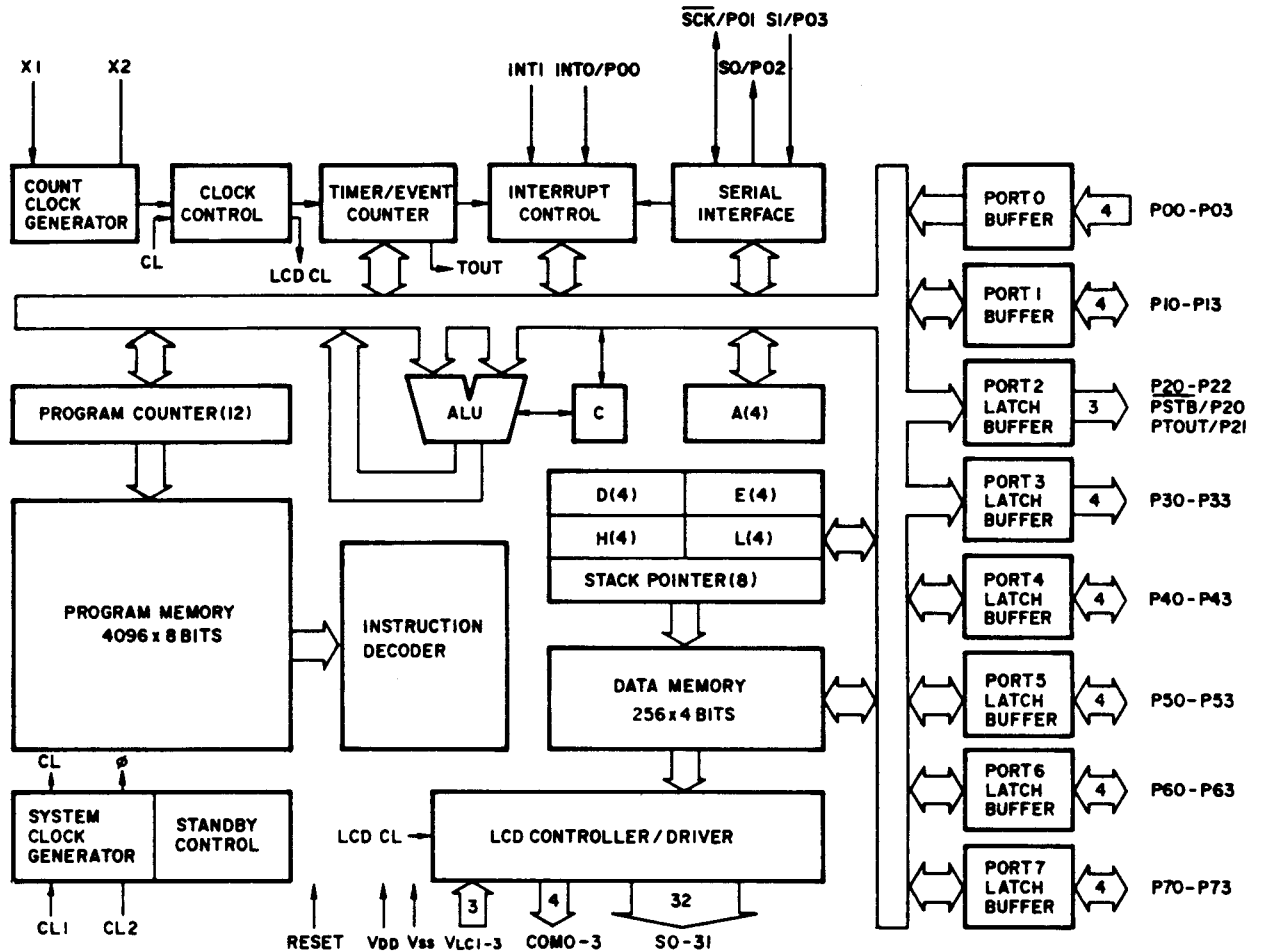 X1
X2
INT1 INT0/P00
SCK/P01 SI/P03
SO/P02
COUNT
CLOCK
GENERATOR
CLOCK
CONTROL
TIMER/EVENT
COUNTER
INTERRUPT
CONTROL
SERIAL
INTERFACE
CL
LCD CL
TOUT
PORT 0
BUFFER
4
P00-P03
PORT 1
BUFFER
4
P10-P13
PROGRAM COUNTER(12)
ALU
C
A(4)
PORT 2
LATCH
BUFFER
3
P20-P22
PSTB/P20
PTOUT/P21
D(4)
E(4)
H(4)
L(4)
STACK POINTER(8)
PORT 3
LATCH
BUFFER
4
P30-P33
PROGRAM MEMORY
4096 x 8 BITS
INSTRUCTION
DECODER
PORT 4
LATCH
BUFFER
4
P40-P43
DATA MEMORY
256 x 4 BITS
PORT 5
LATCH
BUFFER
4
P50-P53
CL
ø
SYSTEM
CLOCK
GENERATOR
STANDBY
CONTROL
LCD CL
LCD CONTROLLER/DRIVER
PORT 6
LATCH
BUFFER
4
P60-P63
PORT 7
LATCH
BUFFER
4
P70-P73
3
4
32
CL1
CL2
RESET
VDD
VSS
VLC1-3
COM0-3
S0-31